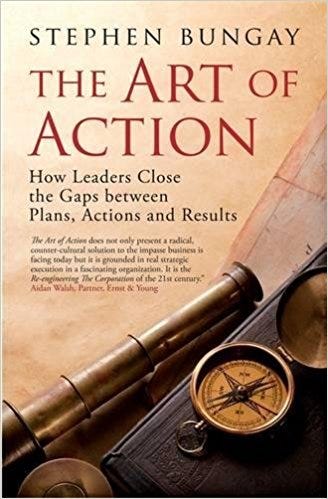 STEPHEN BUNGAY
THE ART OF
ACTION
How Leaders Close
the Gaps between
Plans, Actions and Results
The Art of Action does not only present a radical,
counter-cultural solution to the impasse business is
facing today but it is grounded in real strategic
execution in a fascinating organization. It is the
Re-engineering The Corporation of the 21st century."
Aidan Walsh, Partner, Ernst & Young